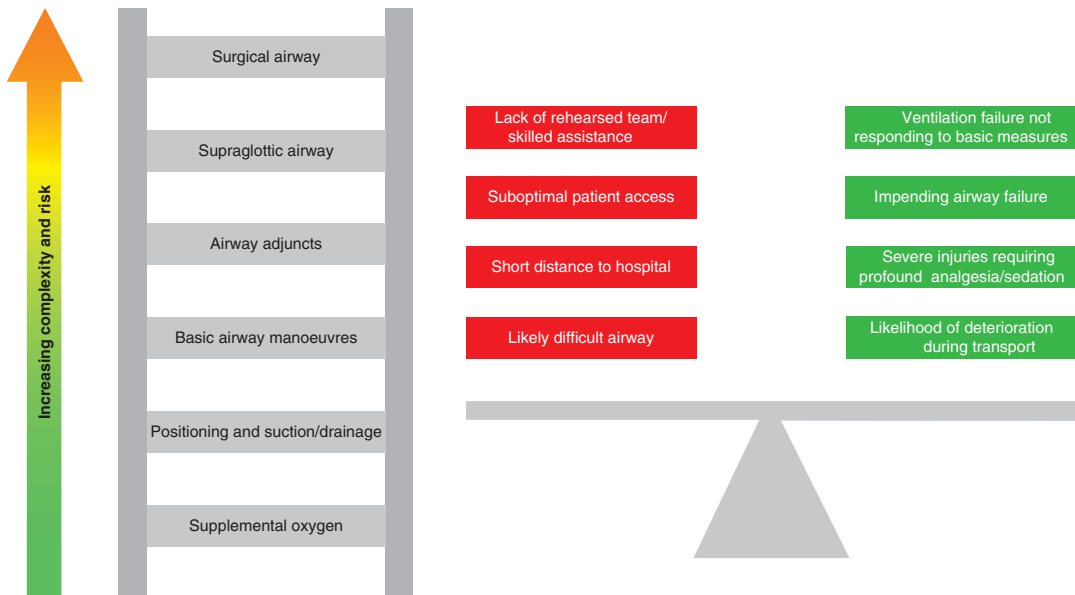 Increasing complexity and risk
Surgical airway
Supraglottic airway
Airway adjuncts
Basic airway manoeuvres
Positioning and suction/drainage
Supplemental oxygen
Lack of rehearsed team/
skilled assistance
Suboptimal patient access
Short distance to hospital
Likely difficult airway
Ventilation failure not
responding to basic measures
Impending airway failure
Severe injuries requiring
profound analgesia/sedation
Likelihood of deterioration
during transport